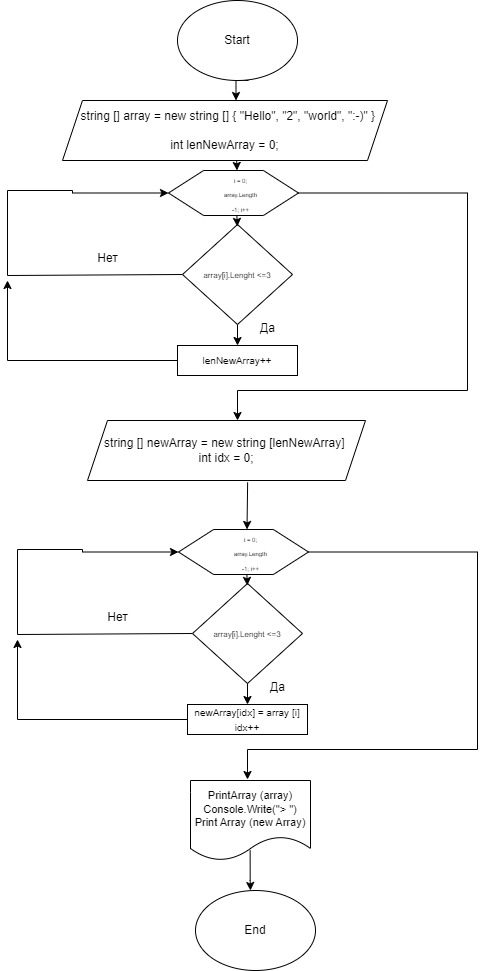 Start
string [] array = new string [] { "Hello", "2", "world", ":-)" }
int lenNewArray = 0;
i = 0;
array.Length
-1; i++
Нет
array[i].Lenght <=3
Да
lenNewArray++
string [] newArray = new string [lenNewArray]
int idx = 0;
i = 0;
array.Length
-1; i++
Нет
array[i].Lenght <=3
Да
newArray[idx] = array [i]
idx++
PrintArray (array)
Console.Write("> ")
Print Array (new Array)
End